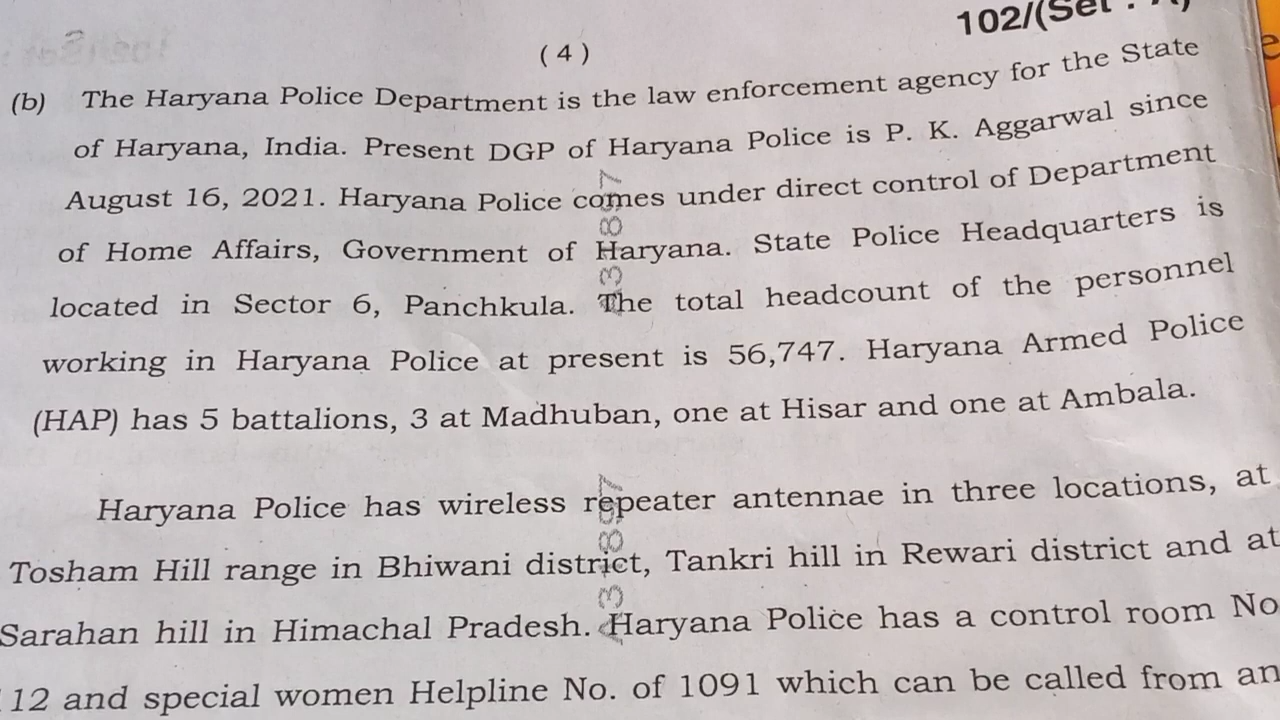 102/(Set :
( 4 )
(b) The Haryana Police Department is the law enforcement agency for the State
of Haryana, India. Present DGP of Haryana Police is P. K. Aggarwal since
August 16, 2021. Haryana Police comes under direct control of Department
of Home Affairs, Government of Haryana. State Police Headquarters is
located in Sector 6, Panchkula. The total headcount of the personnel
working in Haryana Police at present is 56,747. Haryana Armed Police
(HAP) has 5 battalions, 3 at Madhuban, one at Hisar and one at Ambala.
Haryana Police has wireless repeater antennae in three locations, at
Tosham Hill range in Bhiwani district, Tankri hill in Rewari district and at
Sarahan hill in Himachal Pradesh. Haryana Police has a control room No
12 and special women Helpline No. of 1091 which can be called from an